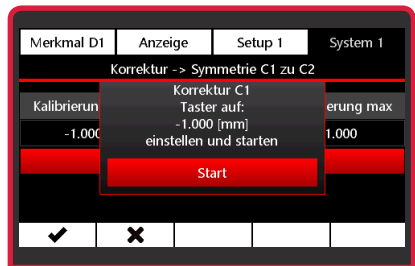 Merkmal D1 Anzeige Setup 1 System 1
Korrektur -> Symmetrie C1 zu C2
Korrektur C1
Taster auf:
-1.000 [mm]
einstellen und starten
Start
Kalibrierun erung max
-1.000 1.000